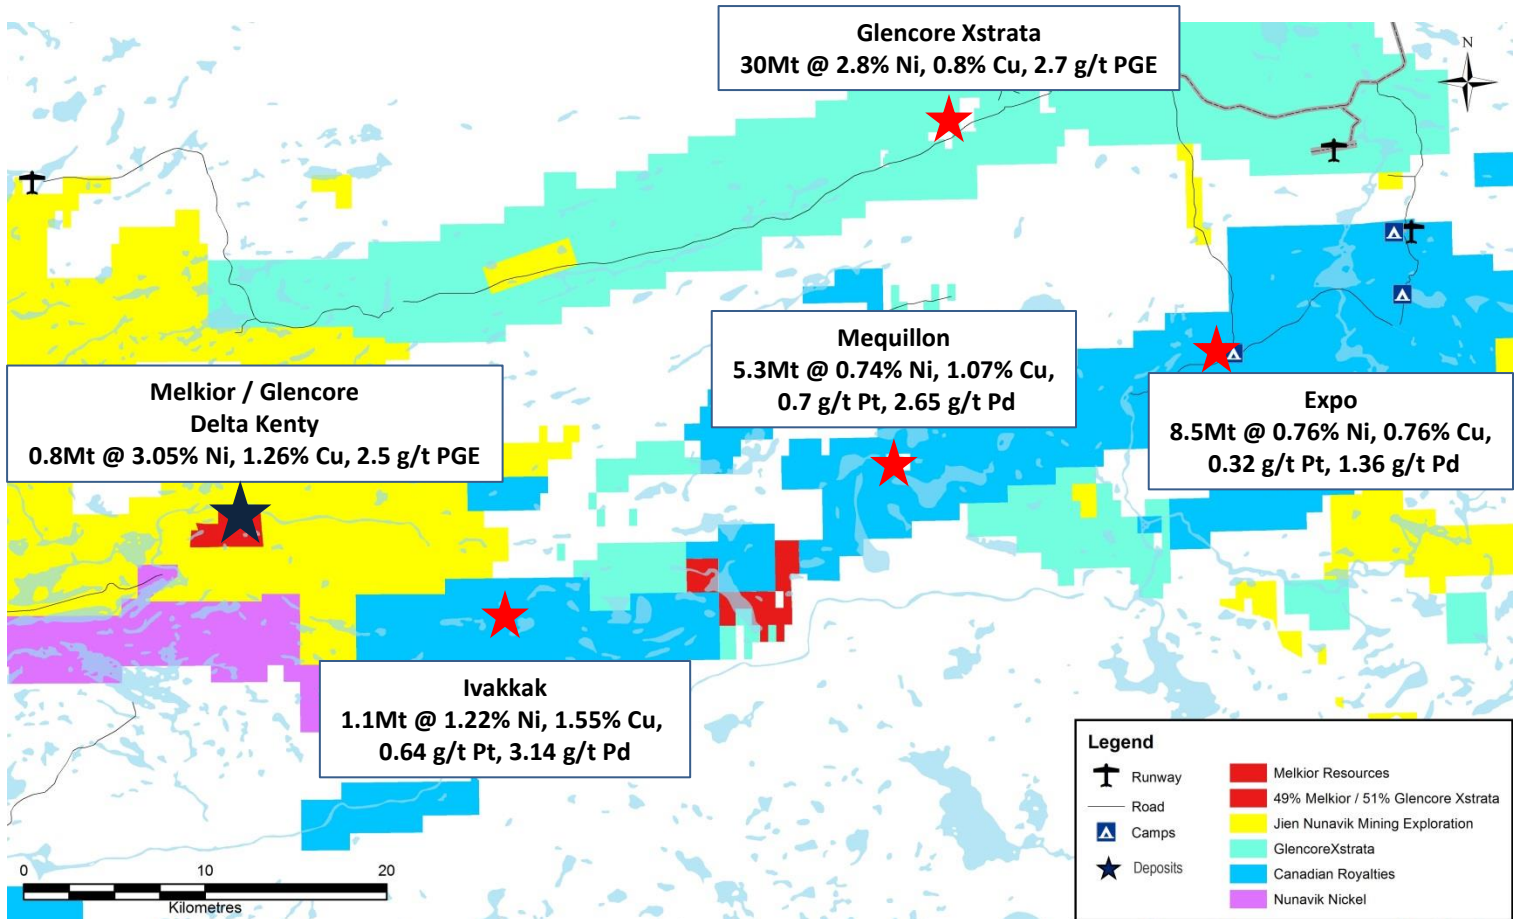 Glencore Xstrata
30Mt @ 2.8% Ni, 0.8% Cu, 2.7 g/t PGE
N
Mequillon
5.3Mt @ 0.74% Ni, 1.07% Cu,
0.7 g/t Pt, 2.65 g/t Pd
Melkior / Glencore
Delta Kenty
0.8Mt @ 3.05% Ni, 1.26% Cu, 2.5 g/t PGE
Expo
8.5Mt @ 0.76% Ni, 0.76% Cu,
0.32 g/t Pt, 1.36 g/t Pd
Ivakkak
1.1Mt @ 1.22% Ni, 1.55% Cu,
0.64 g/t Pt, 3.14 g/t Pd
Legend
Runway
Road
Camps
Deposits
Melkior Resources
49% Melkior / 51% Glencore Xstrata
Jien Nunavik Mining Exploration
GlencoreXstrata
Canadian Royalties
Nunavik Nickel
0 10 20
Kilometres